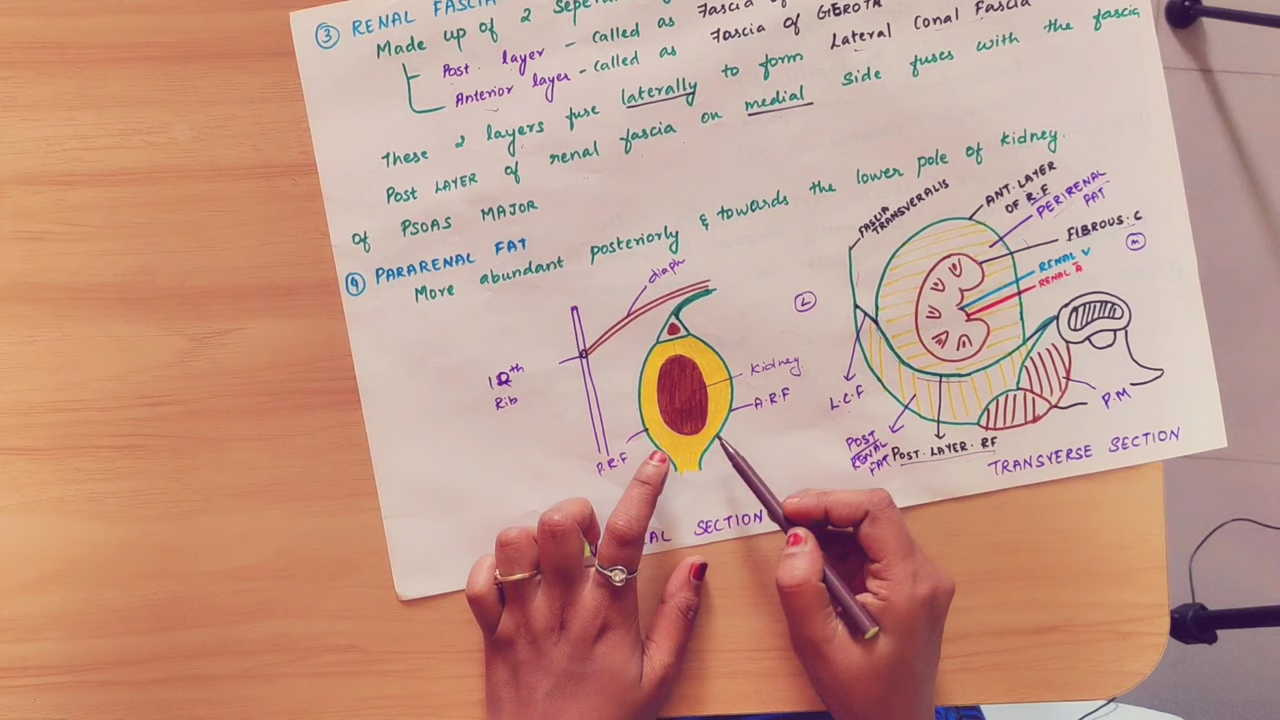 ③ RENAL FASCIA
Made up of 2 seper
Post. layer - called as Fascia of
Anterior layer - called as Fascia of GEROTA
These 2 layers fuse laterally to form Lateral Conal Fascia
Post LAYER of renal fascia on medial side fuses with the fascia
of PSOAS MAJOR
④ PARARENAL FAT
More abundant posteriorly & towards the lower pole of kidney.
diaph
12th
Rib
kidney
A.R.F
P.R.F
AL SECTION
L
FASCIA
TRANSVERALIS
ANT. LAYER
OF R.F
PERIRENAL
FAT
FIBROUS. C
M
RENAL V
RENAL A
L.C.F
POST
RENAL
FAT
POST. LAYER. RF
P.M
TRANSVERSE SECTION